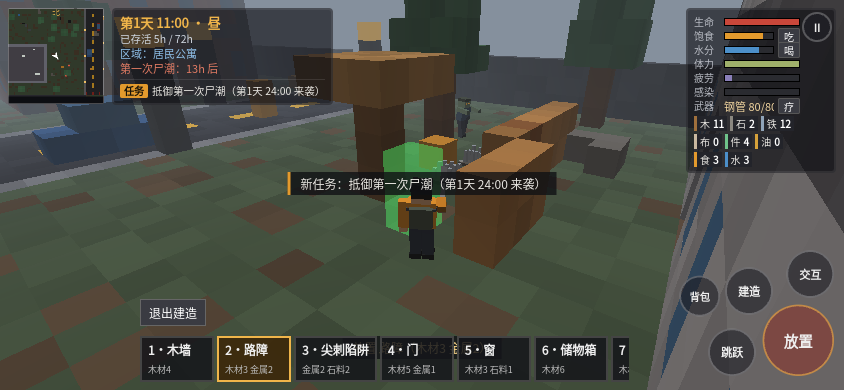 第1天 11:00 · 昼
已存活 5h / 72h
区域：居民公寓
第一次尸潮：13h 后
任务 抵御第一次尸潮（第1天 24:00 来袭）
生命
饱食 吃
水分 喝
体力
疲劳
感染
武器 钢管 80/80 疗
木 11 石 2 铁 12
布 0 件 4 油 0
食 3 水 3
新任务：抵御第一次尸潮（第1天 24:00 来袭）
交互
背包
建造
跳跃
放置
退出建造
1 · 木墙
木材4
2 · 路障
木材3 金属2
3 · 尖刺陷阱
金属2 石料2
4 · 门
木材5 金属1
5 · 窗
木材3 石料1
6 · 储物箱
木材6
7